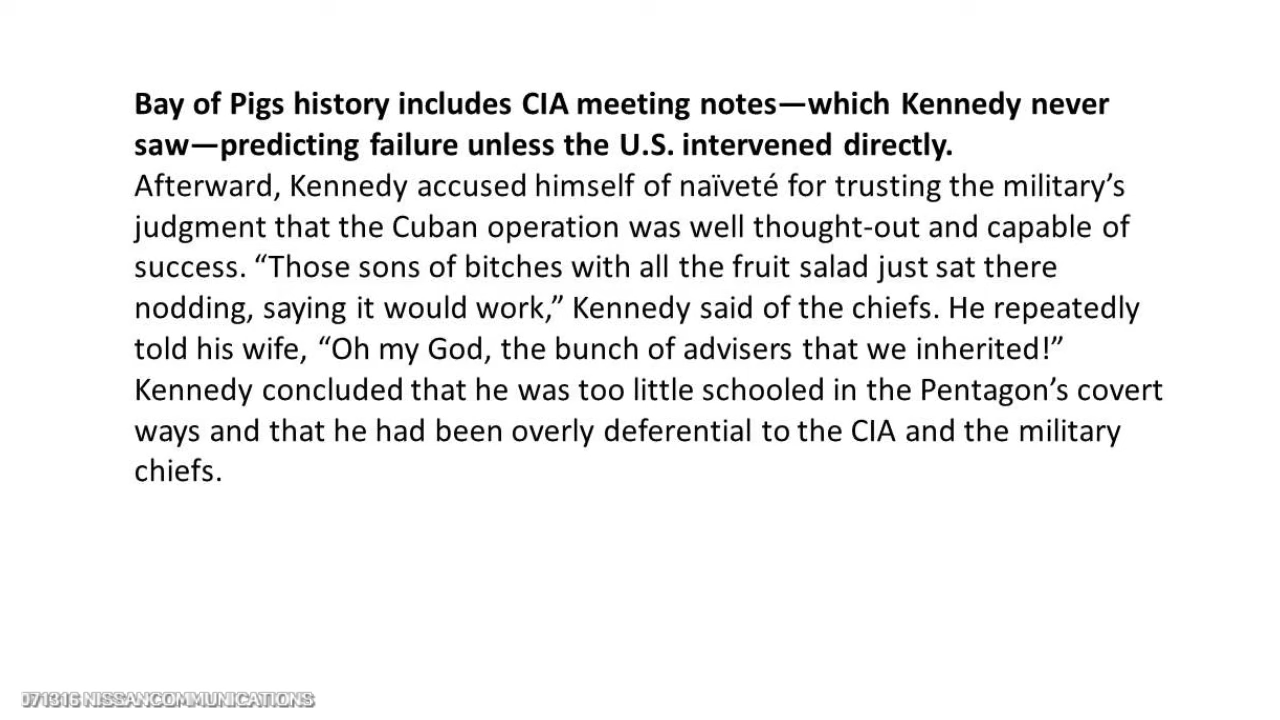 Bay of Pigs history includes CIA meeting notes—which Kennedy never
saw—predicting failure unless the U.S. intervened directly.
Afterward, Kennedy accused himself of naïveté for trusting the military’s
judgment that the Cuban operation was well thought-out and capable of
success. “Those sons of bitches with all the fruit salad just sat there
nodding, saying it would work,” Kennedy said of the chiefs. He repeatedly
told his wife, “Oh my God, the bunch of advisers that we inherited!”
Kennedy concluded that he was too little schooled in the Pentagon’s covert
ways and that he had been overly deferential to the CIA and the military
chiefs.
071316 NISSANCOMMUNICATIONS